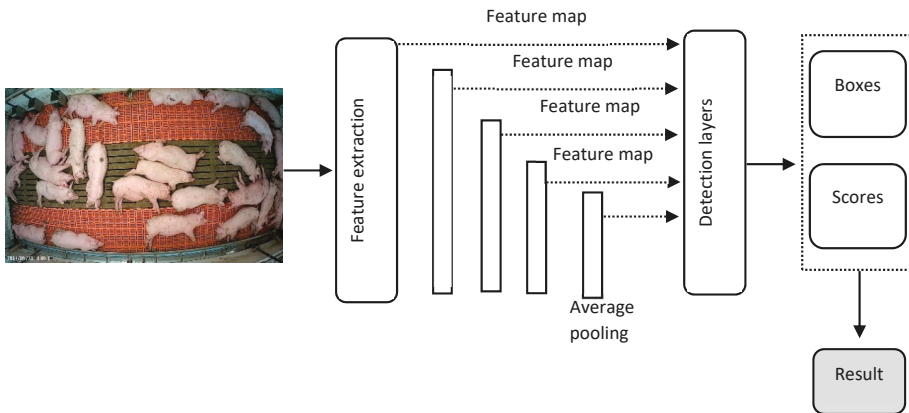 Feature map
Feature map
Feature map
Feature map
Feature extraction
Detection layers
Boxes
Scores
Average
pooling
Result